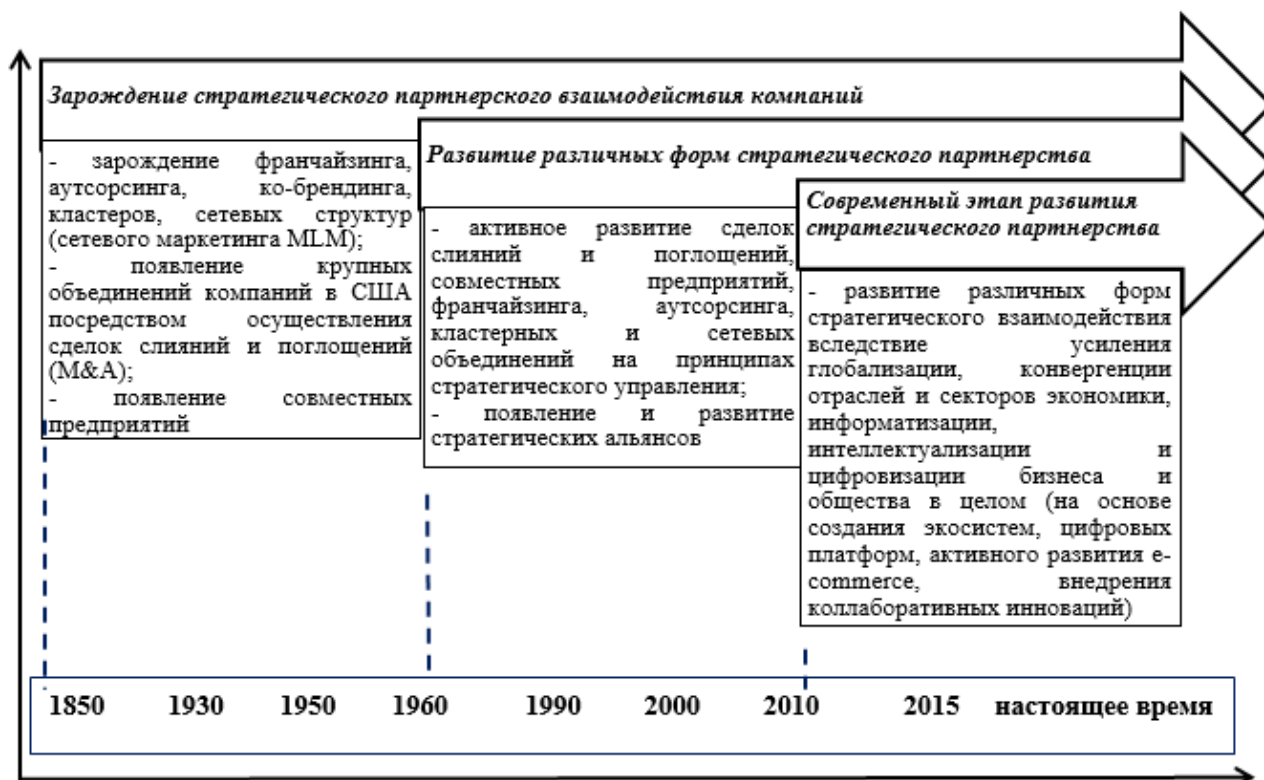 Зарождение стратегического партнерского взаимодействия компаний
- зарождение франчайзинга,
аутсорсинга, ко-брендинга,
кластеров, сетевых структур
(сетевого маркетинга MLM);
- появление крупных
объединений компаний в США
посредством осуществления
сделок слияний и поглощений
(M&A);
- появление совместных
предприятий
Развитие различных форм стратегического партнерства
- активное развитие сделок
слияний и поглощений,
совместных предприятий,
франчайзинга, аутсорсинга,
кластерных и сетевых
объединений на принципах
стратегического управления;
- появление и развитие
стратегических альянсов
Современный этап развития
стратегического партнерства
- развитие различных форм
стратегического взаимодействия
вследствие усиления
глобализации, конвергенции
отраслей и секторов экономики,
информатизации,
интеллектуализации и
цифровизации бизнеса и
общества в целом (на основе
создания экосистем, цифровых
платформ, активного развития e-
commerce, внедрения
коллаборативных инноваций)
1850 1930 1950 1960 1990 2000 2010 2015 настоящее время